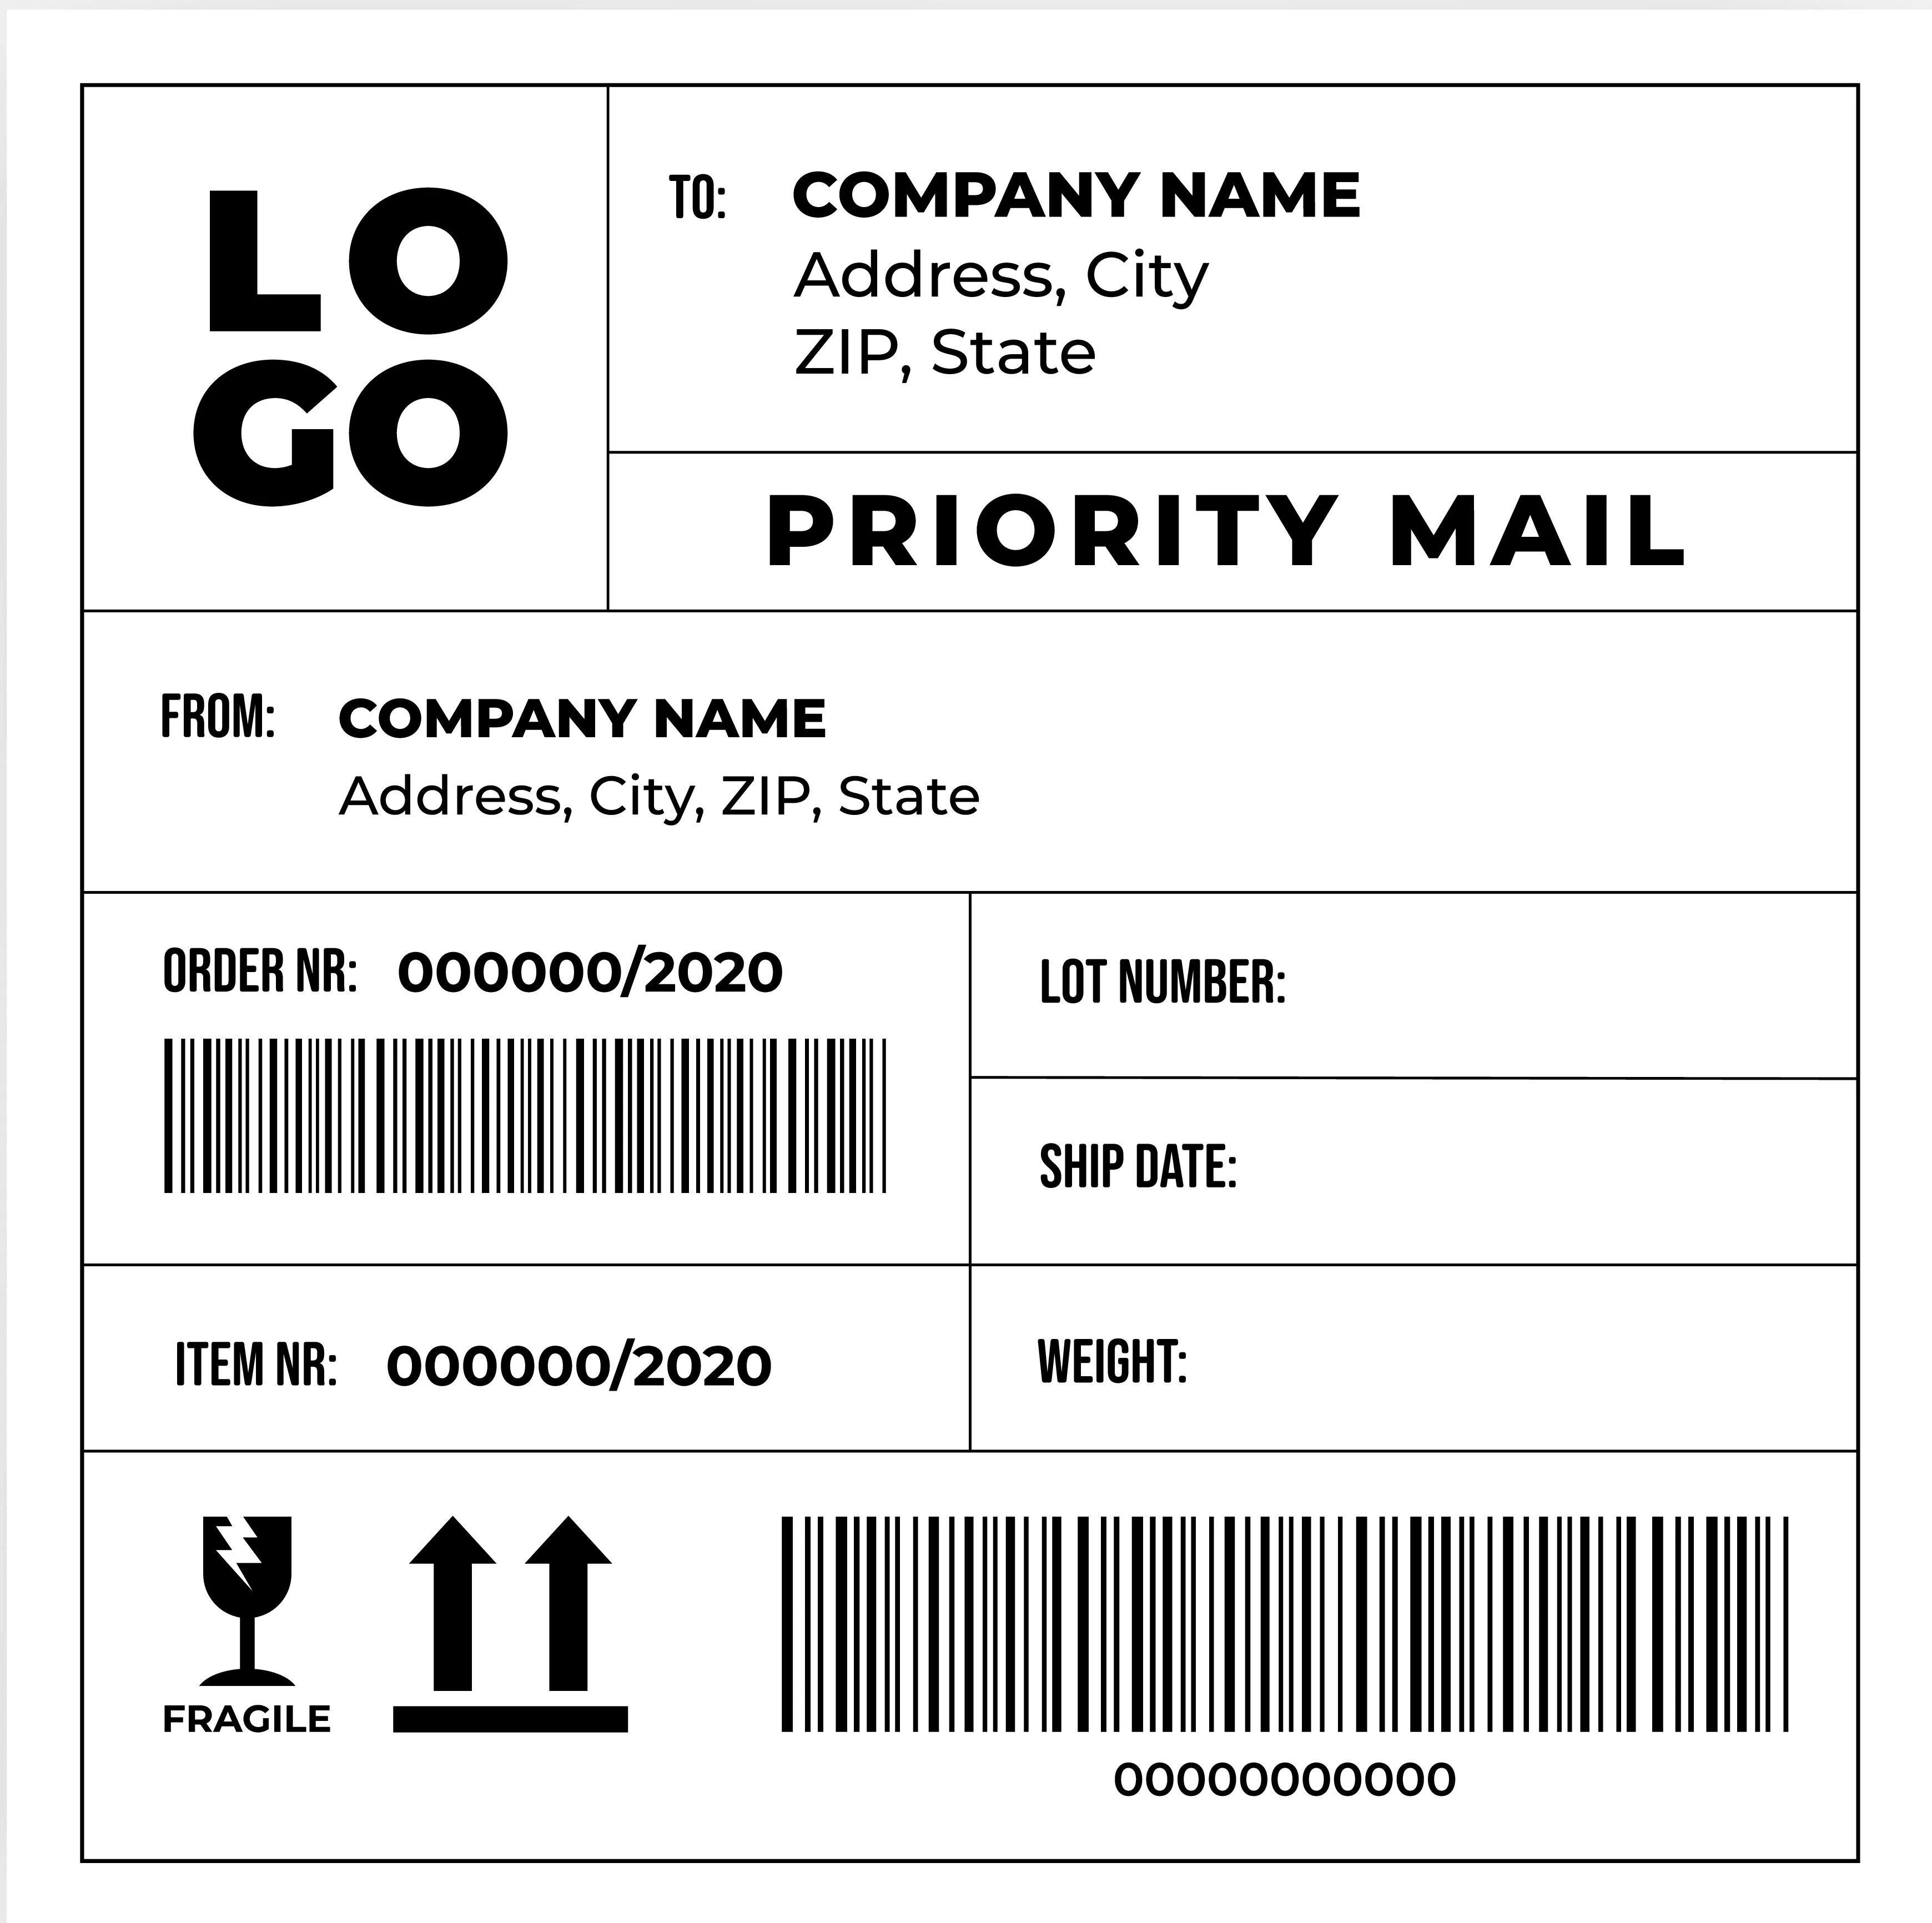 LO
GO
TO: COMPANY NAME
Address, City
ZIP, State
PRIORITY MAIL
FROM: COMPANY NAME
Address, City, ZIP, State
ORDER NR: 000000/2020
LOT NUMBER:
SHIP DATE:
ITEM NR: 000000/2020
WEIGHT:
FRAGILE
00000000000